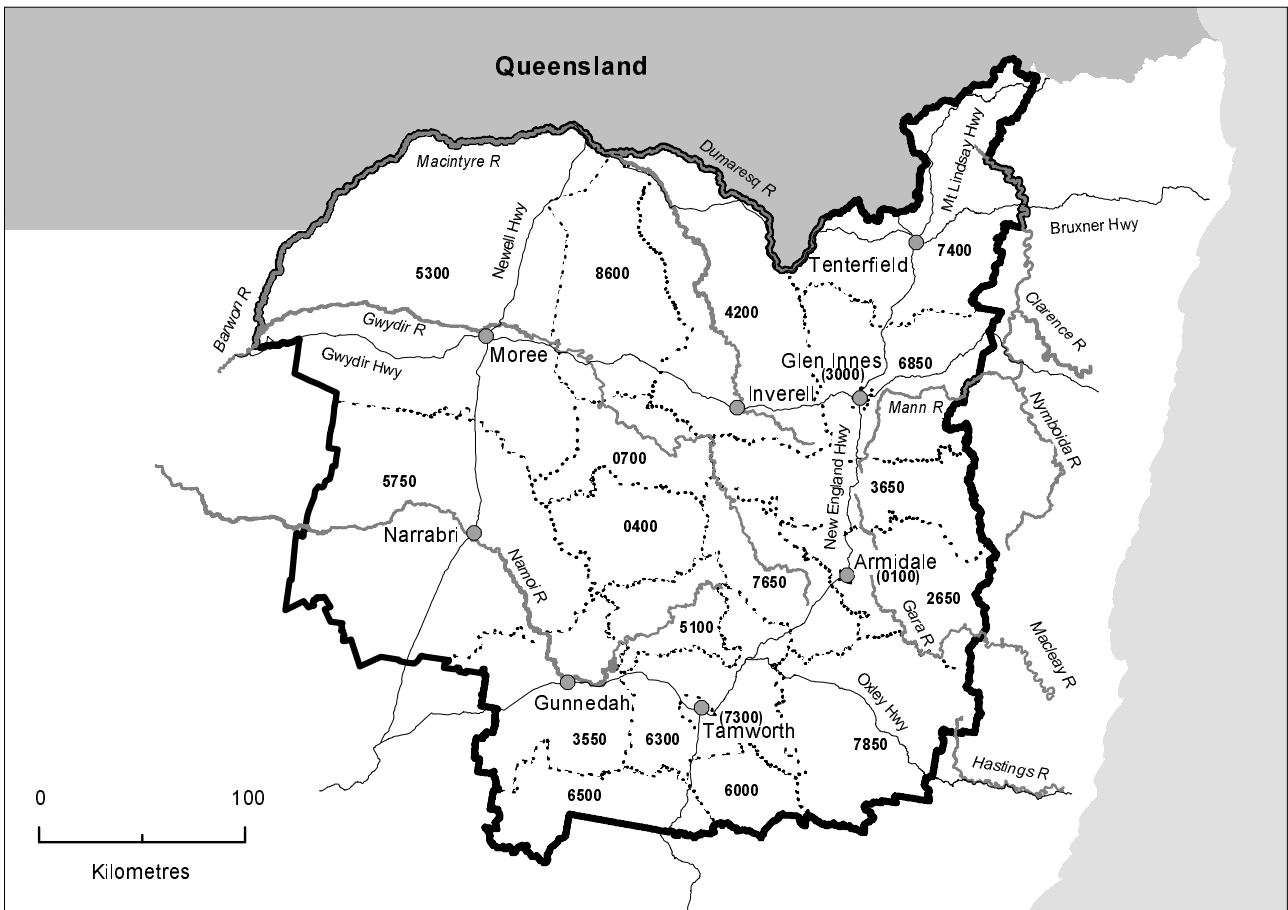 Queensland
Mt Lindsay Hwy
Macintyre R
Dumaresq R
Newell Hwy
Bruxner Hwy
Tenterfield
7400
5300
8600
4200
Barwon R
Gwydir R
Clarence R
Moree
Gwydir Hwy
Glen Innes
(3000)
6850
Inverell
Mann R
Nymboida R
New England Hwy
0700
5750
3650
0400
Narrabri
Namoi R
Armidale
(0100)
7650
2650
Gara R
5100
Macleay R
Gunnedah
Oxley Hwy
(7300)
Tamworth
3550
6300
7850
Hastings R
6500
6000
0
100
Kilometres